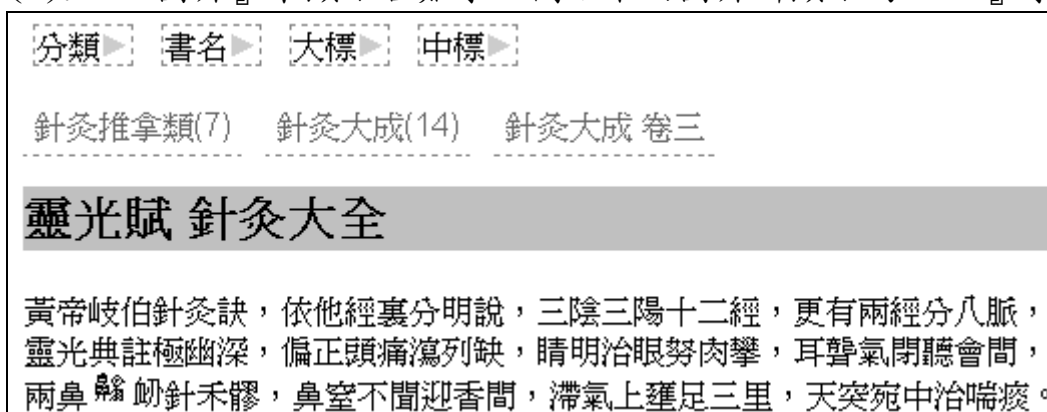 分類▶ 書名▶ 大標▶ 中標▶
針灸推拿類(7) 針灸大成(14) 針灸大成 卷三
靈光賦 針灸大全
黃帝岐伯針灸訣，依他經裏分明說，三陰三陽十二經，更有兩經分八脈，
靈光典註極幽深，偏正頭痛瀉列缺，睛明治眼努肉攀，耳聾氣閉聽會間，
兩鼻 衄針禾髎，鼻窒不聞迎香間，滯氣上壅足三里，天突宛中治喘痰。